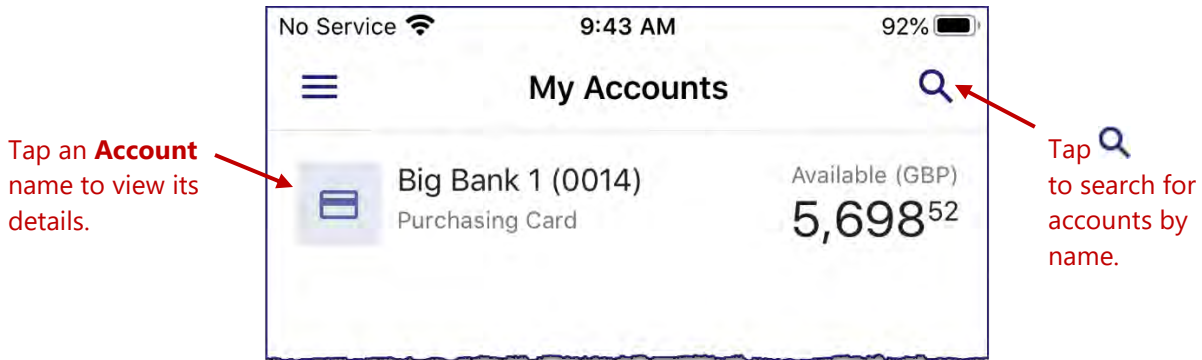 No Service 9:43 AM 92%
My Accounts
Tap an Account
name to view its
details.
Big Bank 1 (0014)
Purchasing Card
Available (GBP)
5,69852
Tap
to search for
accounts by
name.